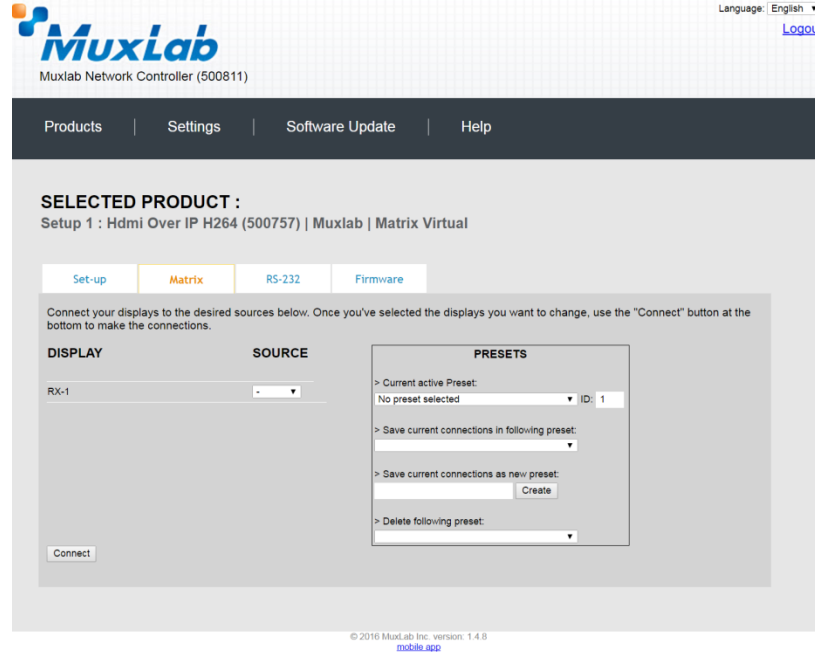 Language: English
Logou
MuxLab
Muxlab Network Controller (500811)
Products | Settings | Software Update | Help
SELECTED PRODUCT :
Setup 1 : Hdmi Over IP H264 (500757) | Muxlab | Matrix Virtual
Set-up Matrix RS-232 Firmware
Connect your displays to the desired sources below. Once you've selected the displays you want to change, use the "Connect" button at the
bottom to make the connections.
DISPLAY SOURCE
RX-1 -
PRESETS
> Current active Preset:
No preset selected ID: 1
> Save current connections in following preset:
> Save current connections as new preset:
Create
> Delete following preset:
Connect
© 2016 MuxLab Inc. version: 1.4.8
mobile app